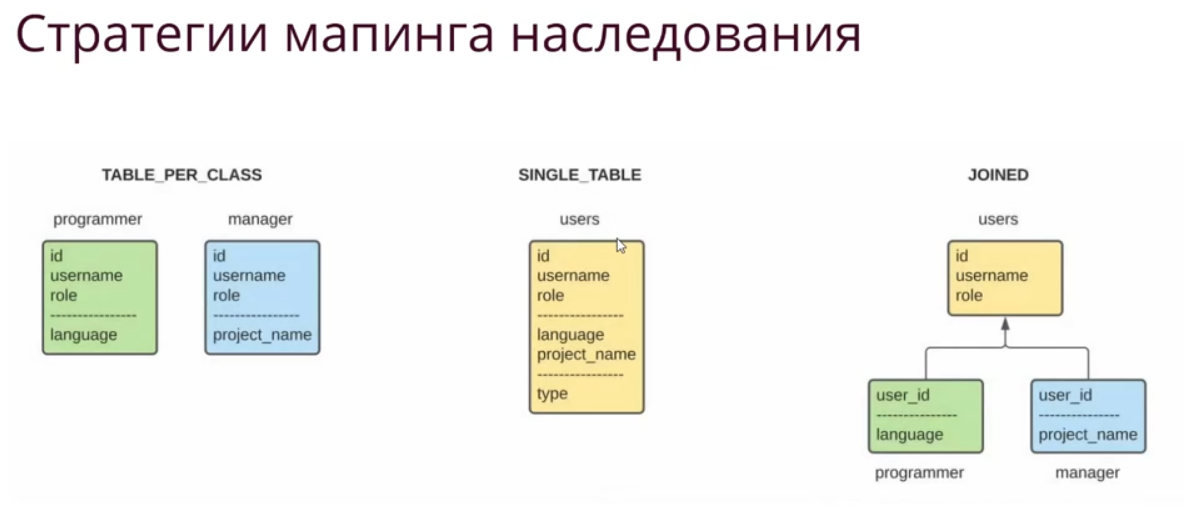 Стратегии мапинга наследования
TABLE_PER_CLASS
programmer
id
username
role
----------------
language
manager
id
username
role
----------------
project_name
SINGLE_TABLE
users
id
username
role
----------------
language
project_name
----------------
type
JOINED
users
id
username
role
user_id
---------------
language
programmer
user_id
---------------
project_name
manager